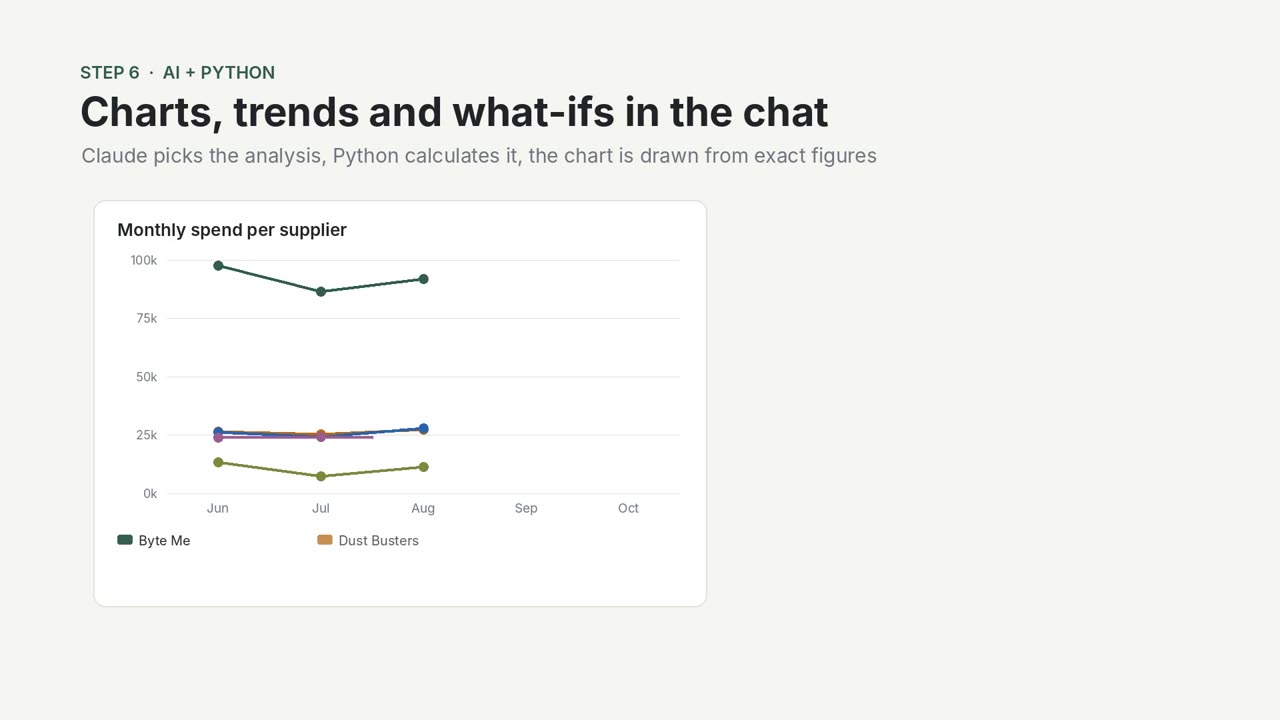 STEP 6 · AI + PYTHON
Charts, trends and what-ifs in the chat
Claude picks the analysis, Python calculates it, the chart is drawn from exact figures
Monthly spend per supplier
100k
75k
50k
25k
0k
Jun Jul Aug Sep Oct
Byte Me Dust Busters